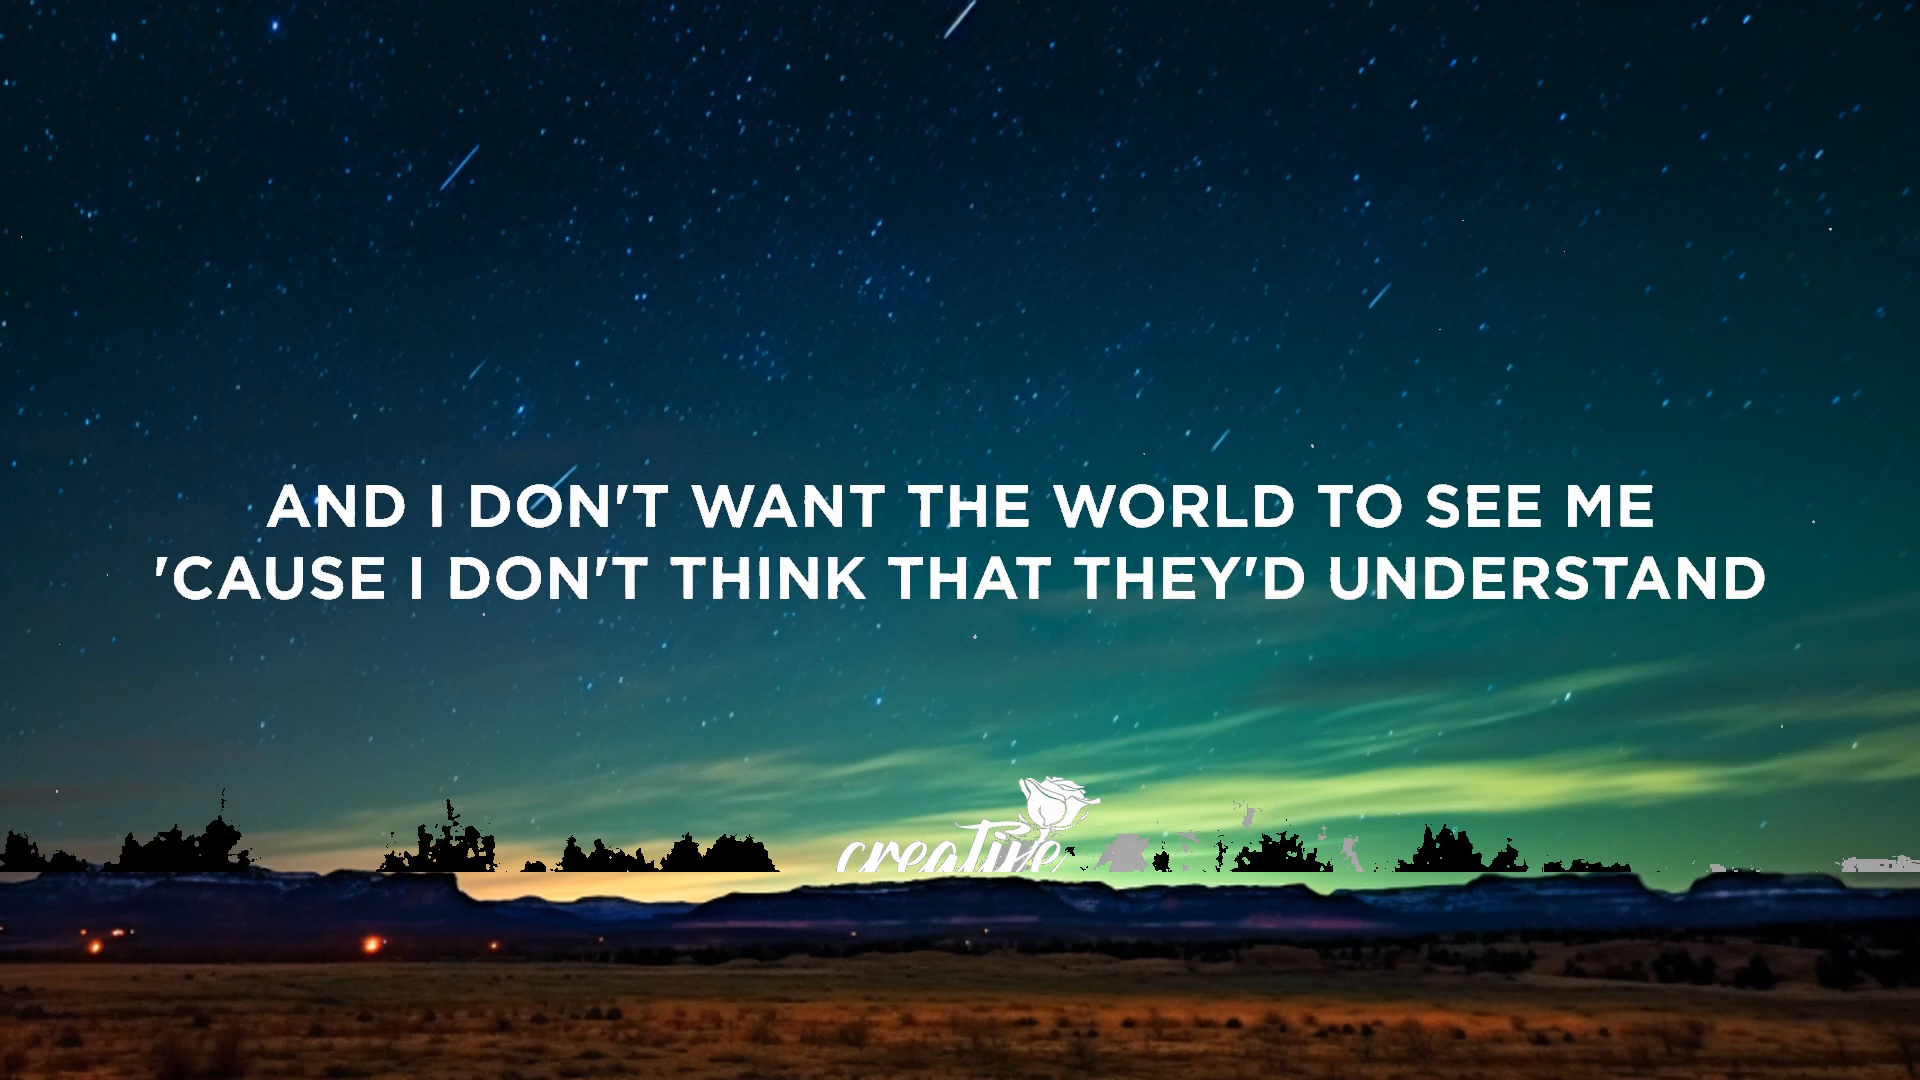 AND I DON'T WANT THE WORLD TO SEE ME
'CAUSE I DON'T THINK THAT THEY'D UNDERSTAND
creative